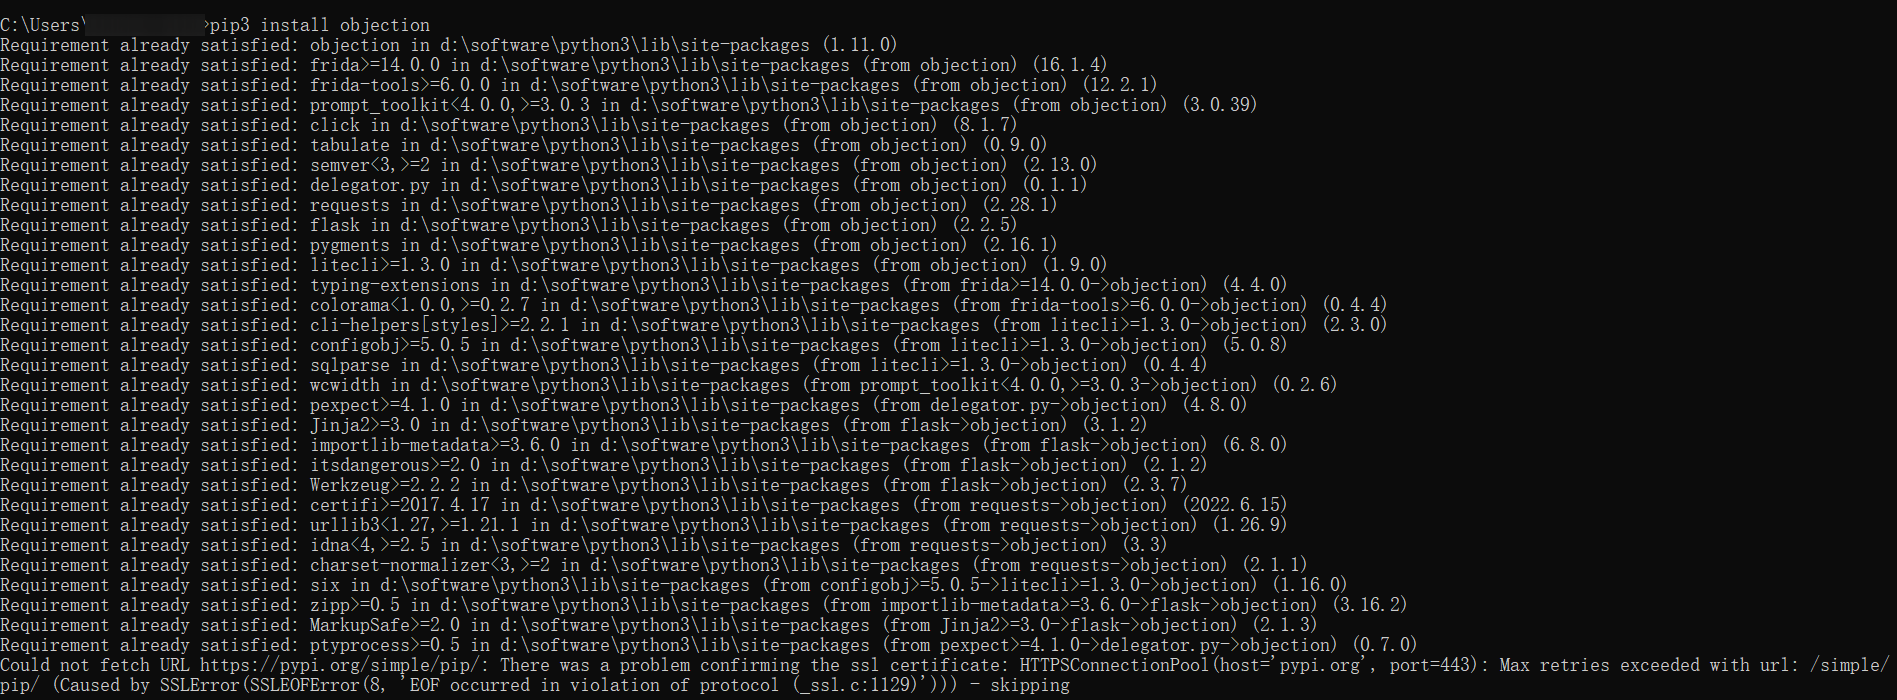 C:\Users\>pip3 install objection
Requirement already satisfied: objection in d:\software\python3\lib\site-packages (1.11.0)
Requirement already satisfied: frida>=14.0.0 in d:\software\python3\lib\site-packages (from objection) (16.1.4)
Requirement already satisfied: frida-tools>=6.0.0 in d:\software\python3\lib\site-packages (from objection) (12.2.1)
Requirement already satisfied: prompt_toolkit<4.0.0,>=3.0.3 in d:\software\python3\lib\site-packages (from objection) (3.0.39)
Requirement already satisfied: click in d:\software\python3\lib\site-packages (from objection) (8.1.7)
Requirement already satisfied: tabulate in d:\software\python3\lib\site-packages (from objection) (0.9.0)
Requirement already satisfied: semver<3,>=2 in d:\software\python3\lib\site-packages (from objection) (2.13.0)
Requirement already satisfied: delegator.py in d:\software\python3\lib\site-packages (from objection) (0.1.1)
Requirement already satisfied: requests in d:\software\python3\lib\site-packages (from objection) (2.28.1)
Requirement already satisfied: flask in d:\software\python3\lib\site-packages (from objection) (2.2.5)
Requirement already satisfied: pygments in d:\software\python3\lib\site-packages (from objection) (2.16.1)
Requirement already satisfied: litecli>=1.3.0 in d:\software\python3\lib\site-packages (from objection) (1.9.0)
Requirement already satisfied: typing-extensions in d:\software\python3\lib\site-packages (from frida>=14.0.0->objection) (4.4.0)
Requirement already satisfied: colorama<1.0.0,>=0.2.7 in d:\software\python3\lib\site-packages (from frida-tools>=6.0.0->objection) (0.4.4)
Requirement already satisfied: cli-helpers[styles]>=2.2.1 in d:\software\python3\lib\site-packages (from litecli>=1.3.0->objection) (2.3.0)
Requirement already satisfied: configobj>=5.0.5 in d:\software\python3\lib\site-packages (from litecli>=1.3.0->objection) (5.0.8)
Requirement already satisfied: sqlparse in d:\software\python3\lib\site-packages (from litecli>=1.3.0->objection) (0.4.4)
Requirement already satisfied: wcwidth in d:\software\python3\lib\site-packages (from prompt_toolkit<4.0.0,>=3.0.3->objection) (0.2.6)
Requirement already satisfied: pexpect>=4.1.0 in d:\software\python3\lib\site-packages (from delegator.py->objection) (4.8.0)
Requirement already satisfied: Jinja2>=3.0 in d:\software\python3\lib\site-packages (from flask->objection) (3.1.2)
Requirement already satisfied: importlib-metadata>=3.6.0 in d:\software\python3\lib\site-packages (from flask->objection) (6.8.0)
Requirement already satisfied: itsdangerous>=2.0 in d:\software\python3\lib\site-packages (from flask->objection) (2.1.2)
Requirement already satisfied: Werkzeug>=2.2.2 in d:\software\python3\lib\site-packages (from flask->objection) (2.3.7)
Requirement already satisfied: certifi>=2017.4.17 in d:\software\python3\lib\site-packages (from requests->objection) (2022.6.15)
Requirement already satisfied: urllib3<1.27,>=1.21.1 in d:\software\python3\lib\site-packages (from requests->objection) (1.26.9)
Requirement already satisfied: idna<4,>=2.5 in d:\software\python3\lib\site-packages (from requests->objection) (3.3)
Requirement already satisfied: charset-normalizer<3,>=2 in d:\software\python3\lib\site-packages (from requests->objection) (2.1.1)
Requirement already satisfied: six in d:\software\python3\lib\site-packages (from configobj>=5.0.5->litecli>=1.3.0->objection) (1.16.0)
Requirement already satisfied: zipp>=0.5 in d:\software\python3\lib\site-packages (from importlib-metadata>=3.6.0->flask->objection) (3.16.2)
Requirement already satisfied: MarkupSafe>=2.0 in d:\software\python3\lib\site-packages (from Jinja2>=3.0->flask->objection) (2.1.3)
Requirement already satisfied: ptyprocess>=0.5 in d:\software\python3\lib\site-packages (from pexpect>=4.1.0->delegator.py->objection) (0.7.0)
Could not fetch URL https://pypi.org/simple/pip/: There was a problem confirming the ssl certificate: HTTPSConnectionPool(host='pypi.org', port=443): Max retries exceeded with url: /simple/
pip/ (Caused by SSLError(SSLEOFError(8, 'EOF occurred in violation of protocol (_ssl.c:1129)'))) - skipping